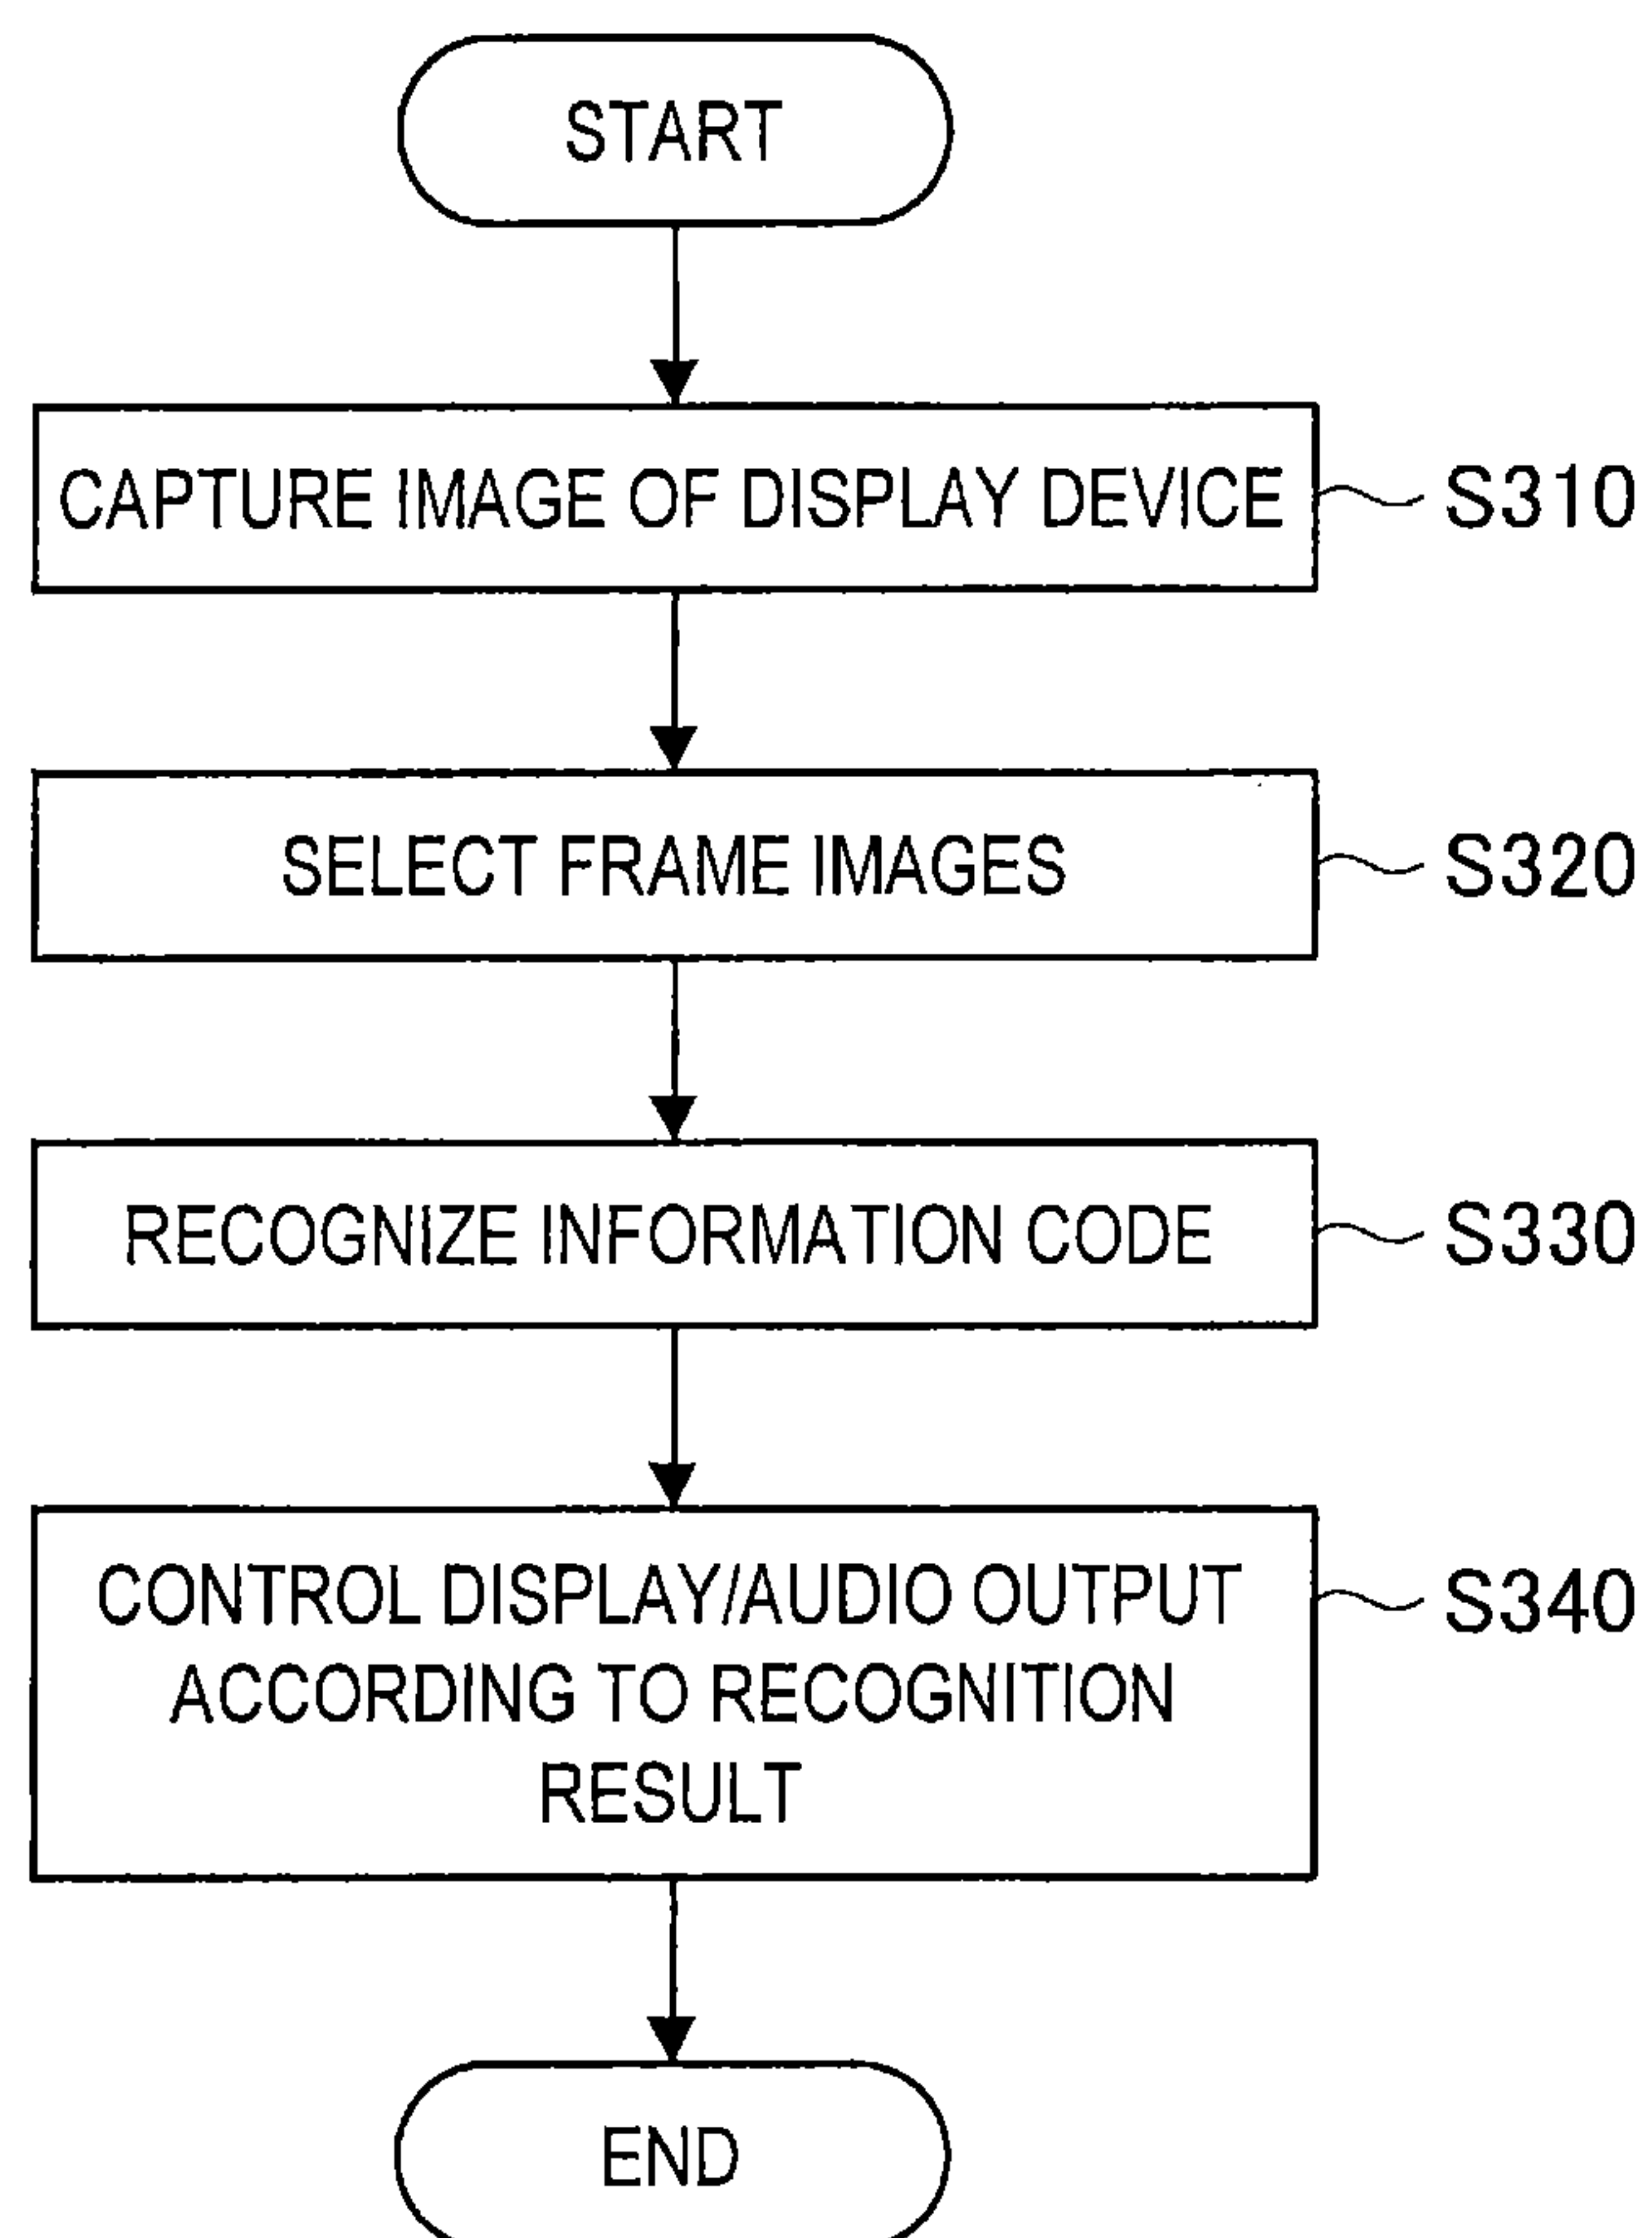 START
CAPTURE IMAGE OF DISPLAY DEVICE
S310
SELECT FRAME IMAGES
S320
RECOGNIZE INFORMATION CODE
S330
CONTROL DISPLAY/AUDIO OUTPUT
S340
ACCORDING TO RECOGNITION
RESULT
END